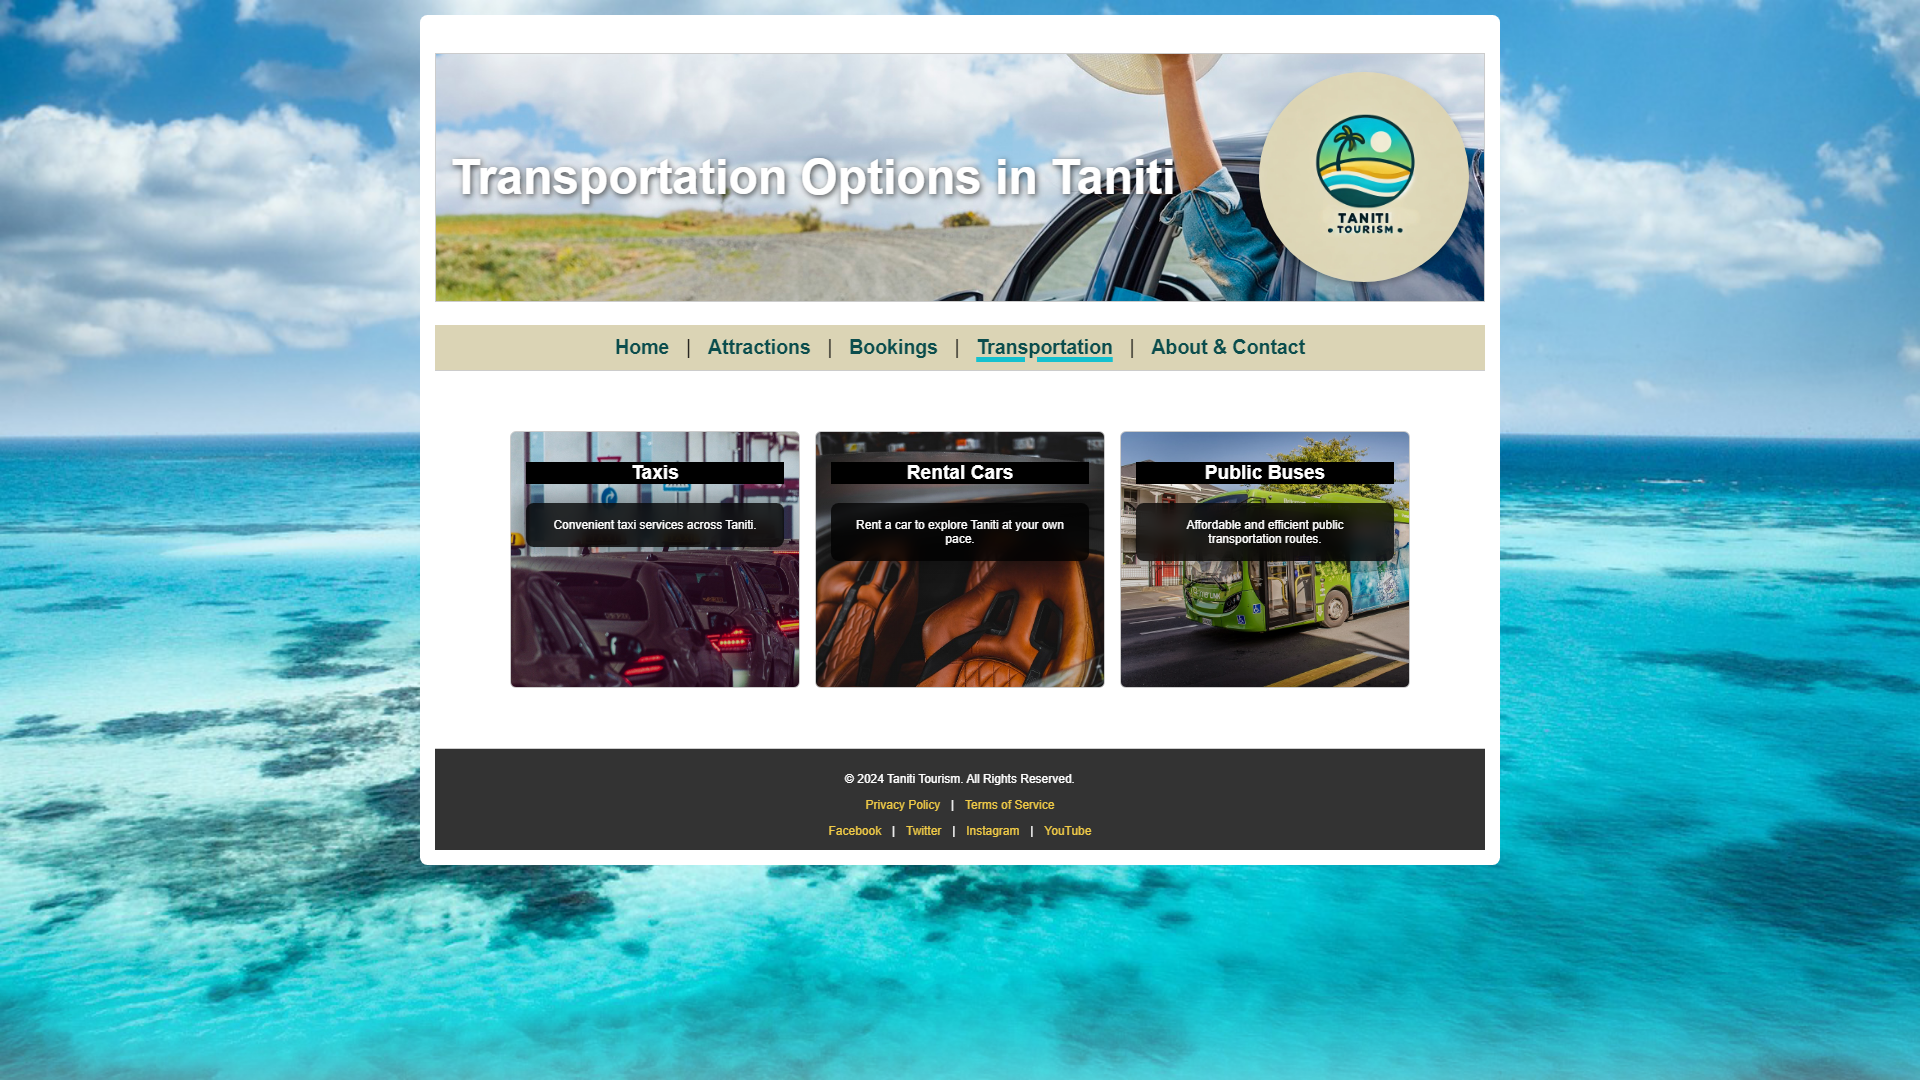 Transportation Options in Taniti
TANITI
• TOURISM •
Home | Attractions | Bookings | Transportation | About & Contact
Taxis
Convenient taxi services across Taniti.
Rental Cars
Rent a car to explore Taniti at your own
pace.
Public Buses
Affordable and efficient public
transportation routes.
© 2024 Taniti Tourism. All Rights Reserved.
Privacy Policy | Terms of Service
Facebook | Twitter | Instagram | YouTube